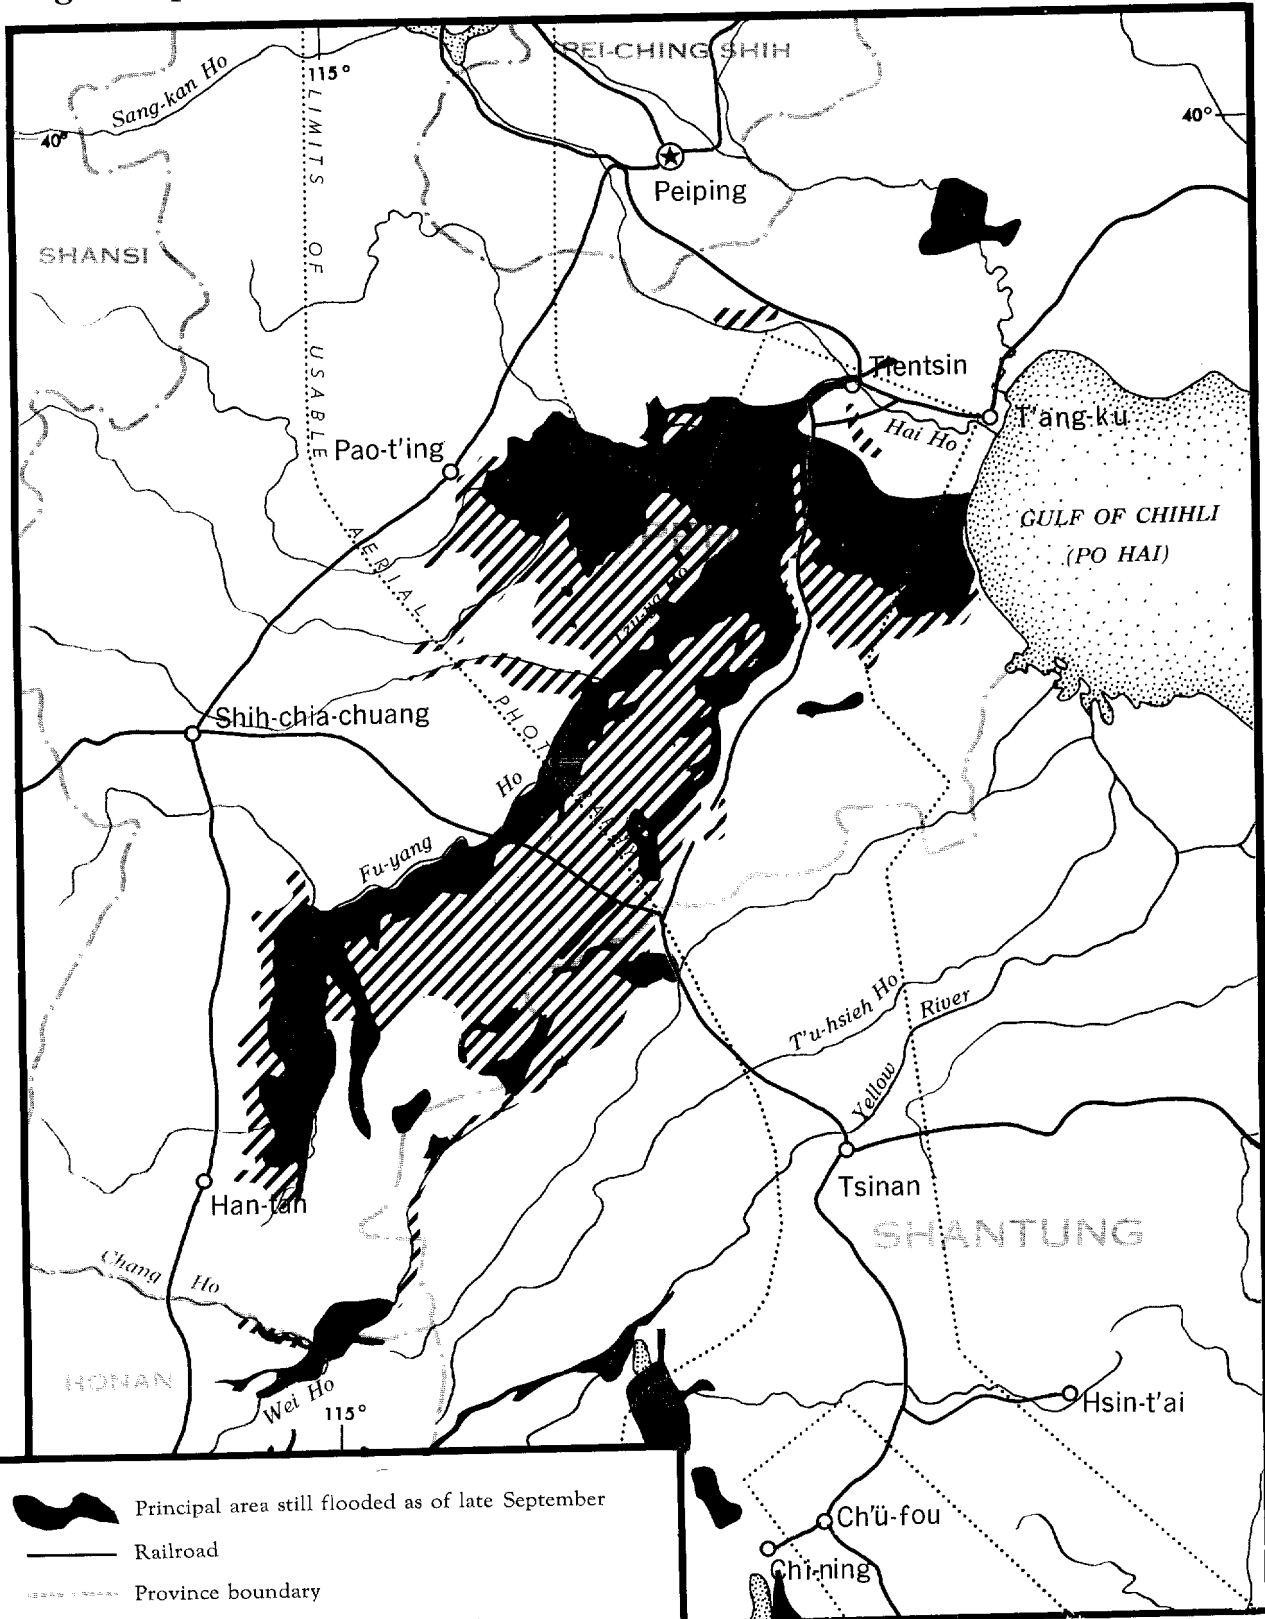 PEI-CHING SHIH
115°
Sang-kan Ho
40°
40°
LIMITS OF USABLE AERIAL
Peiping
SHANSI
Tientsin
T'ang-ku
Hai Ho
Pao-t'ing
GULF OF CHIHLI
(PO HAI)
Shih-chia-chuang
Ho
Fu-yang
T'u-hsieh Ho
Yellow River
Tsinan
Han-tan
SHANTUNG
Chang Ho
HONAN
Wei Ho
115°
Hsin-t'ai
Ch'ü-fou
Chi-ning
Principal area still flooded as of late September
Railroad
Province boundary